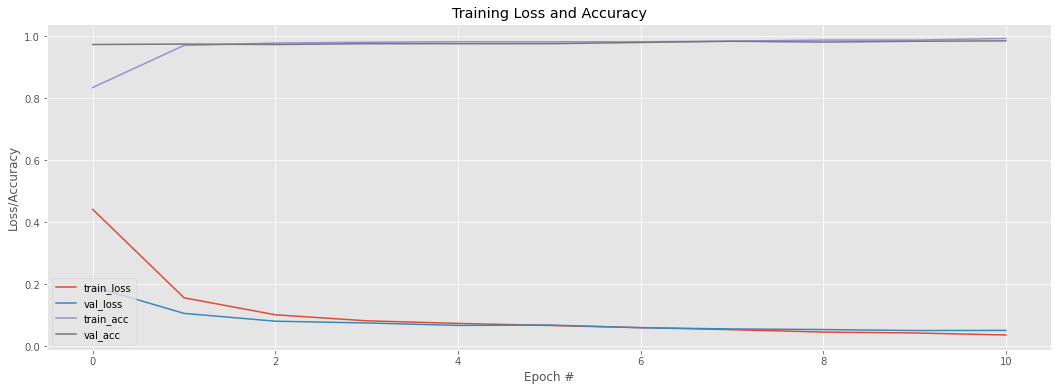 Training Loss and Accuracy
1.0
0.8
0.6
0.4
0.2
0.0
Loss/Accuracy
train_loss
val_loss
train_acc
val_acc
0 2 4 6 8 10
Epoch #